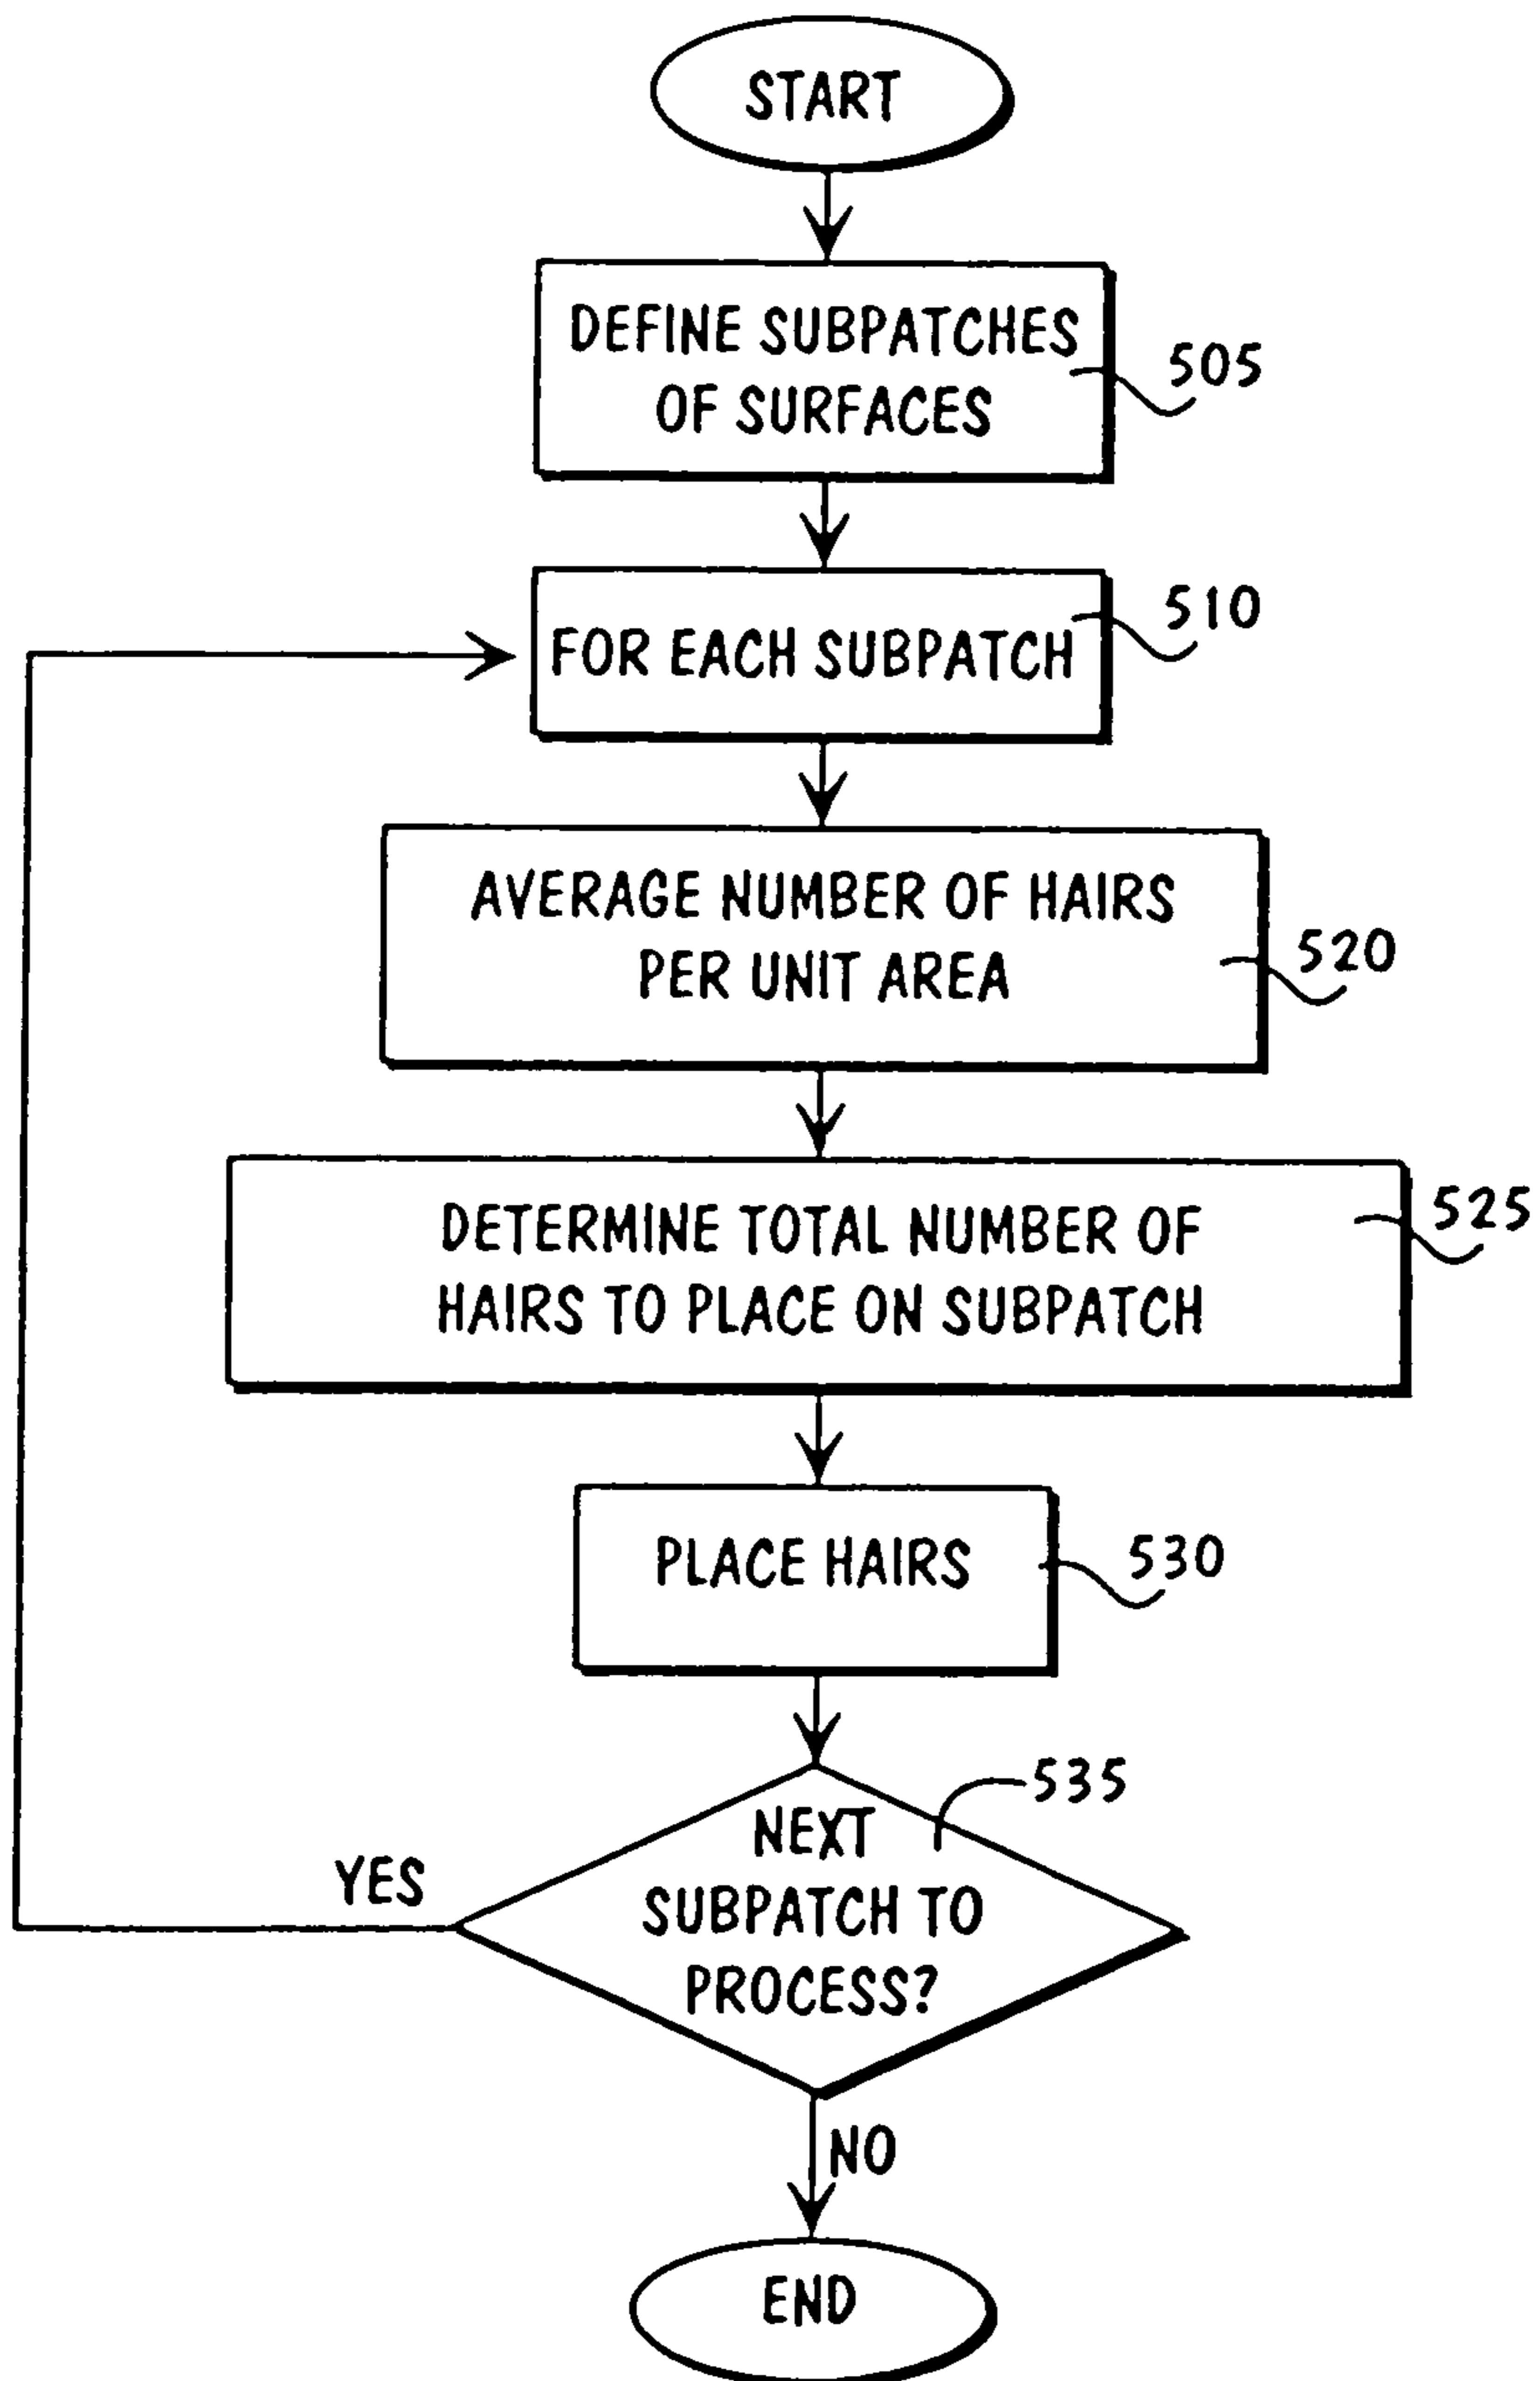 START
DEFINE SUBPATCHES
OF SURFACES
505
FOR EACH SUBPATCH
510
AVERAGE NUMBER OF HAIRS
PER UNIT AREA
520
DETERMINE TOTAL NUMBER OF
HAIRS TO PLACE ON SUBPATCH
525
PLACE HAIRS
530
535
NEXT
SUBPATCH TO
PROCESS?
YES
NO
END